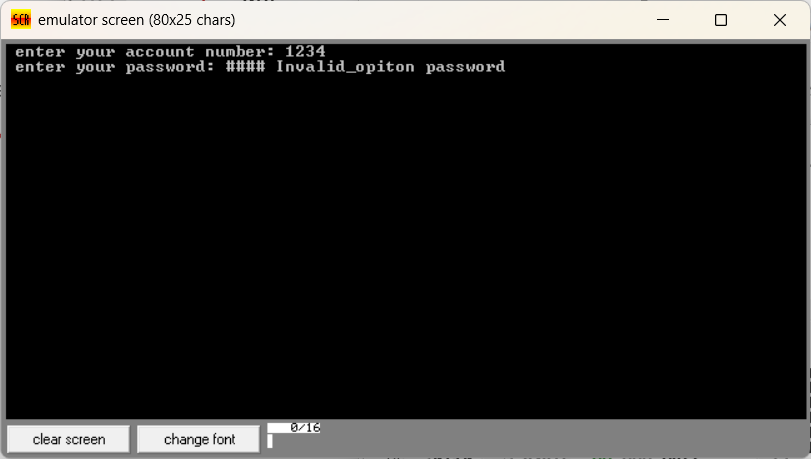 emulator screen (80x25 chars)
enter your account number: 1234
enter your password: #### Invalid_opiton password
clear screen
change font
0/16